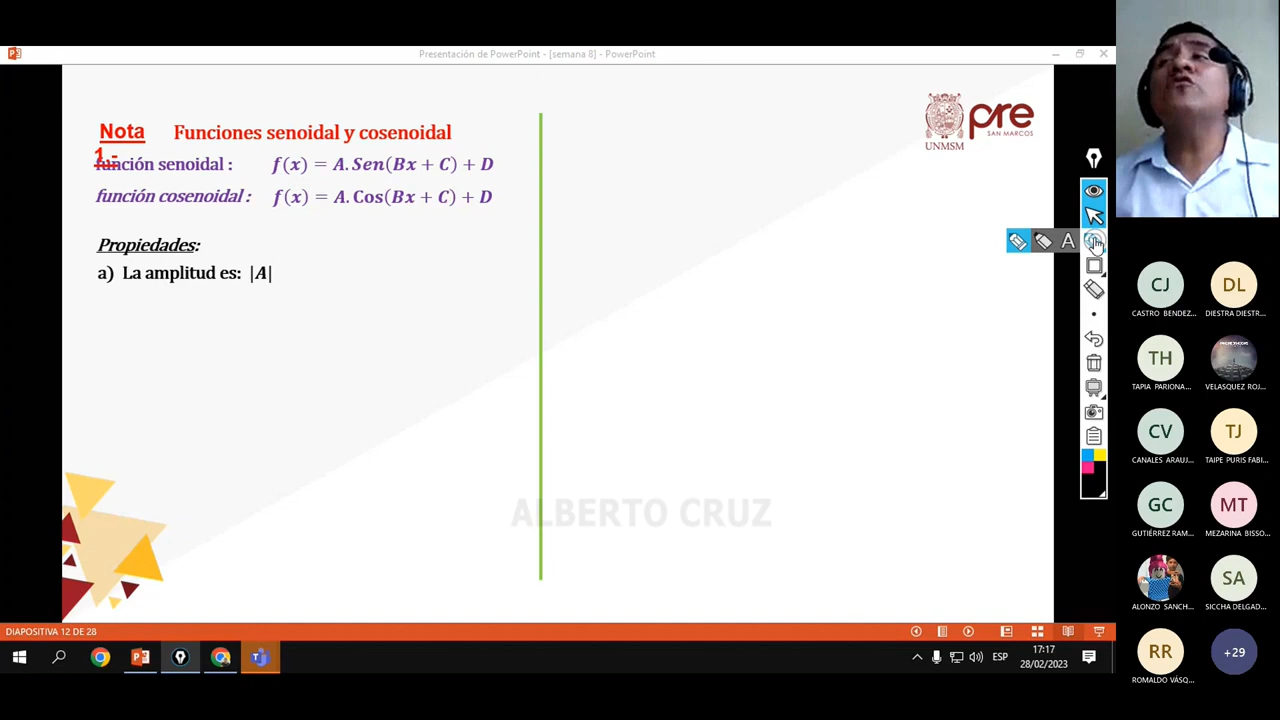 Presentación de PowerPoint - [semana 8] - PowerPoint
Nota
1.-
Funciones senoidal y cosenoidal
función senoidal : f(x) = A.Sen(Bx + C) + D
función cosenoidal : f(x) = A.Cos(Bx + C) + D
Propiedades:
a) La amplitud es: |A|
pre
SAN MARCOS
UNMSM
A
ALBERTO CRUZ
DIAPOSITIVA 12 DE 28
ESP
17:17
28/02/2023
CJ
CASTRO BENDEZ...
DL
DIESTRA DIESTR...
TH
TAPIA PARIONA...
VELASQUEZ ROJ...
CV
CANALES ARAUJ...
TJ
TAIPE PURIS FABI...
GC
GUTIÉRREZ RAM...
MT
MEZARINA BISSO...
ALONZO SANCH...
SA
SICCHA DELGAD...
RR
ROMALDO VÁSQ...
+29